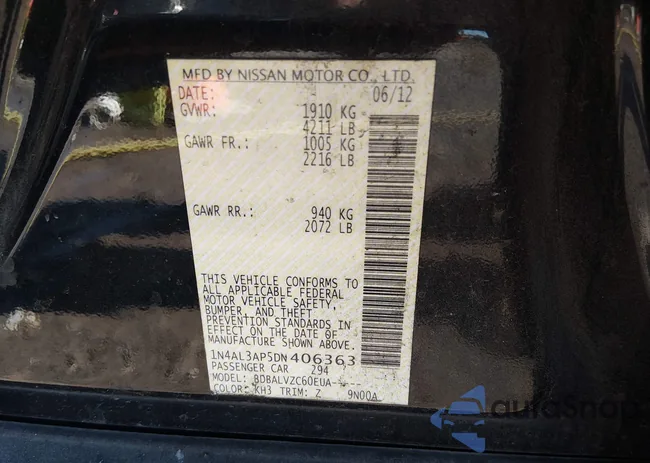 MFD BY NISSAN MOTOR CO., LTD.
DATE: 06/12
GVWR: 1910 KG
4211 LB
GAWR FR.: 1005 KG
2216 LB
GAWR RR.: 940 KG
2072 LB
THIS VEHICLE CONFORMS TO
ALL APPLICABLE FEDERAL
MOTOR VEHICLE SAFETY,
BUMPER, AND THEFT
PREVENTION STANDARDS IN
EFFECT ON THE DATE OF
MANUFACTURE SHOWN ABOVE.
1N4AL3AP5DN406363
PASSENGER CAR 294
MODEL: BDBALVZC60EUA-----
COLOR: KH3 TRIM: Z 9N00A
autoSnap